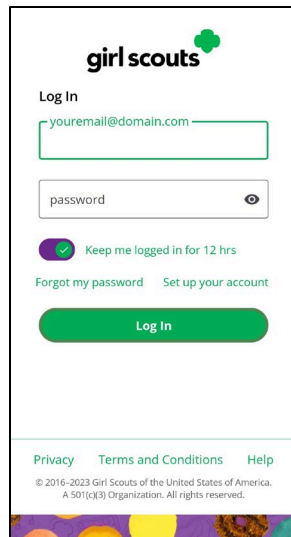 girl scouts
Log In
youremail@domain.com
password
Keep me logged in for 12 hrs
Forgot my password Set up your account
Log In
Privacy Terms and Conditions Help
© 2016–2023 Girl Scouts of the United States of America.
A 501(c)(3) Organization. All rights reserved.